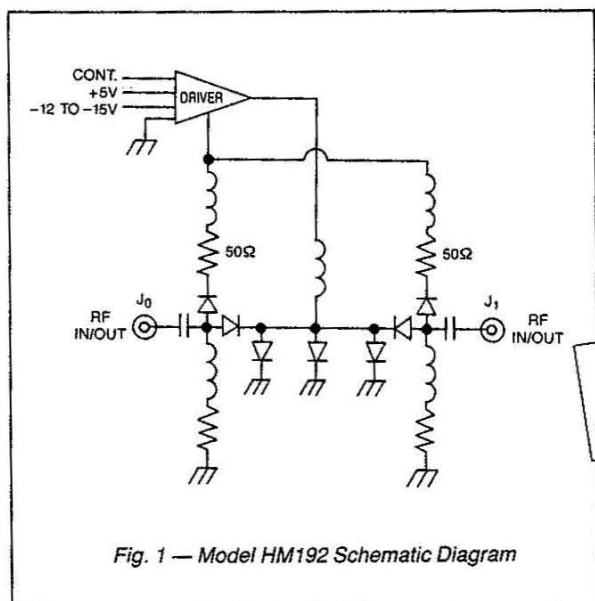 CONT.
+5V
-12 TO -15V
DRIVER
50Ω
50Ω
J₀
RF
IN/OUT
J₁
RF
IN/OUT
Fig. 1 — Model HM192 Schematic Diagram